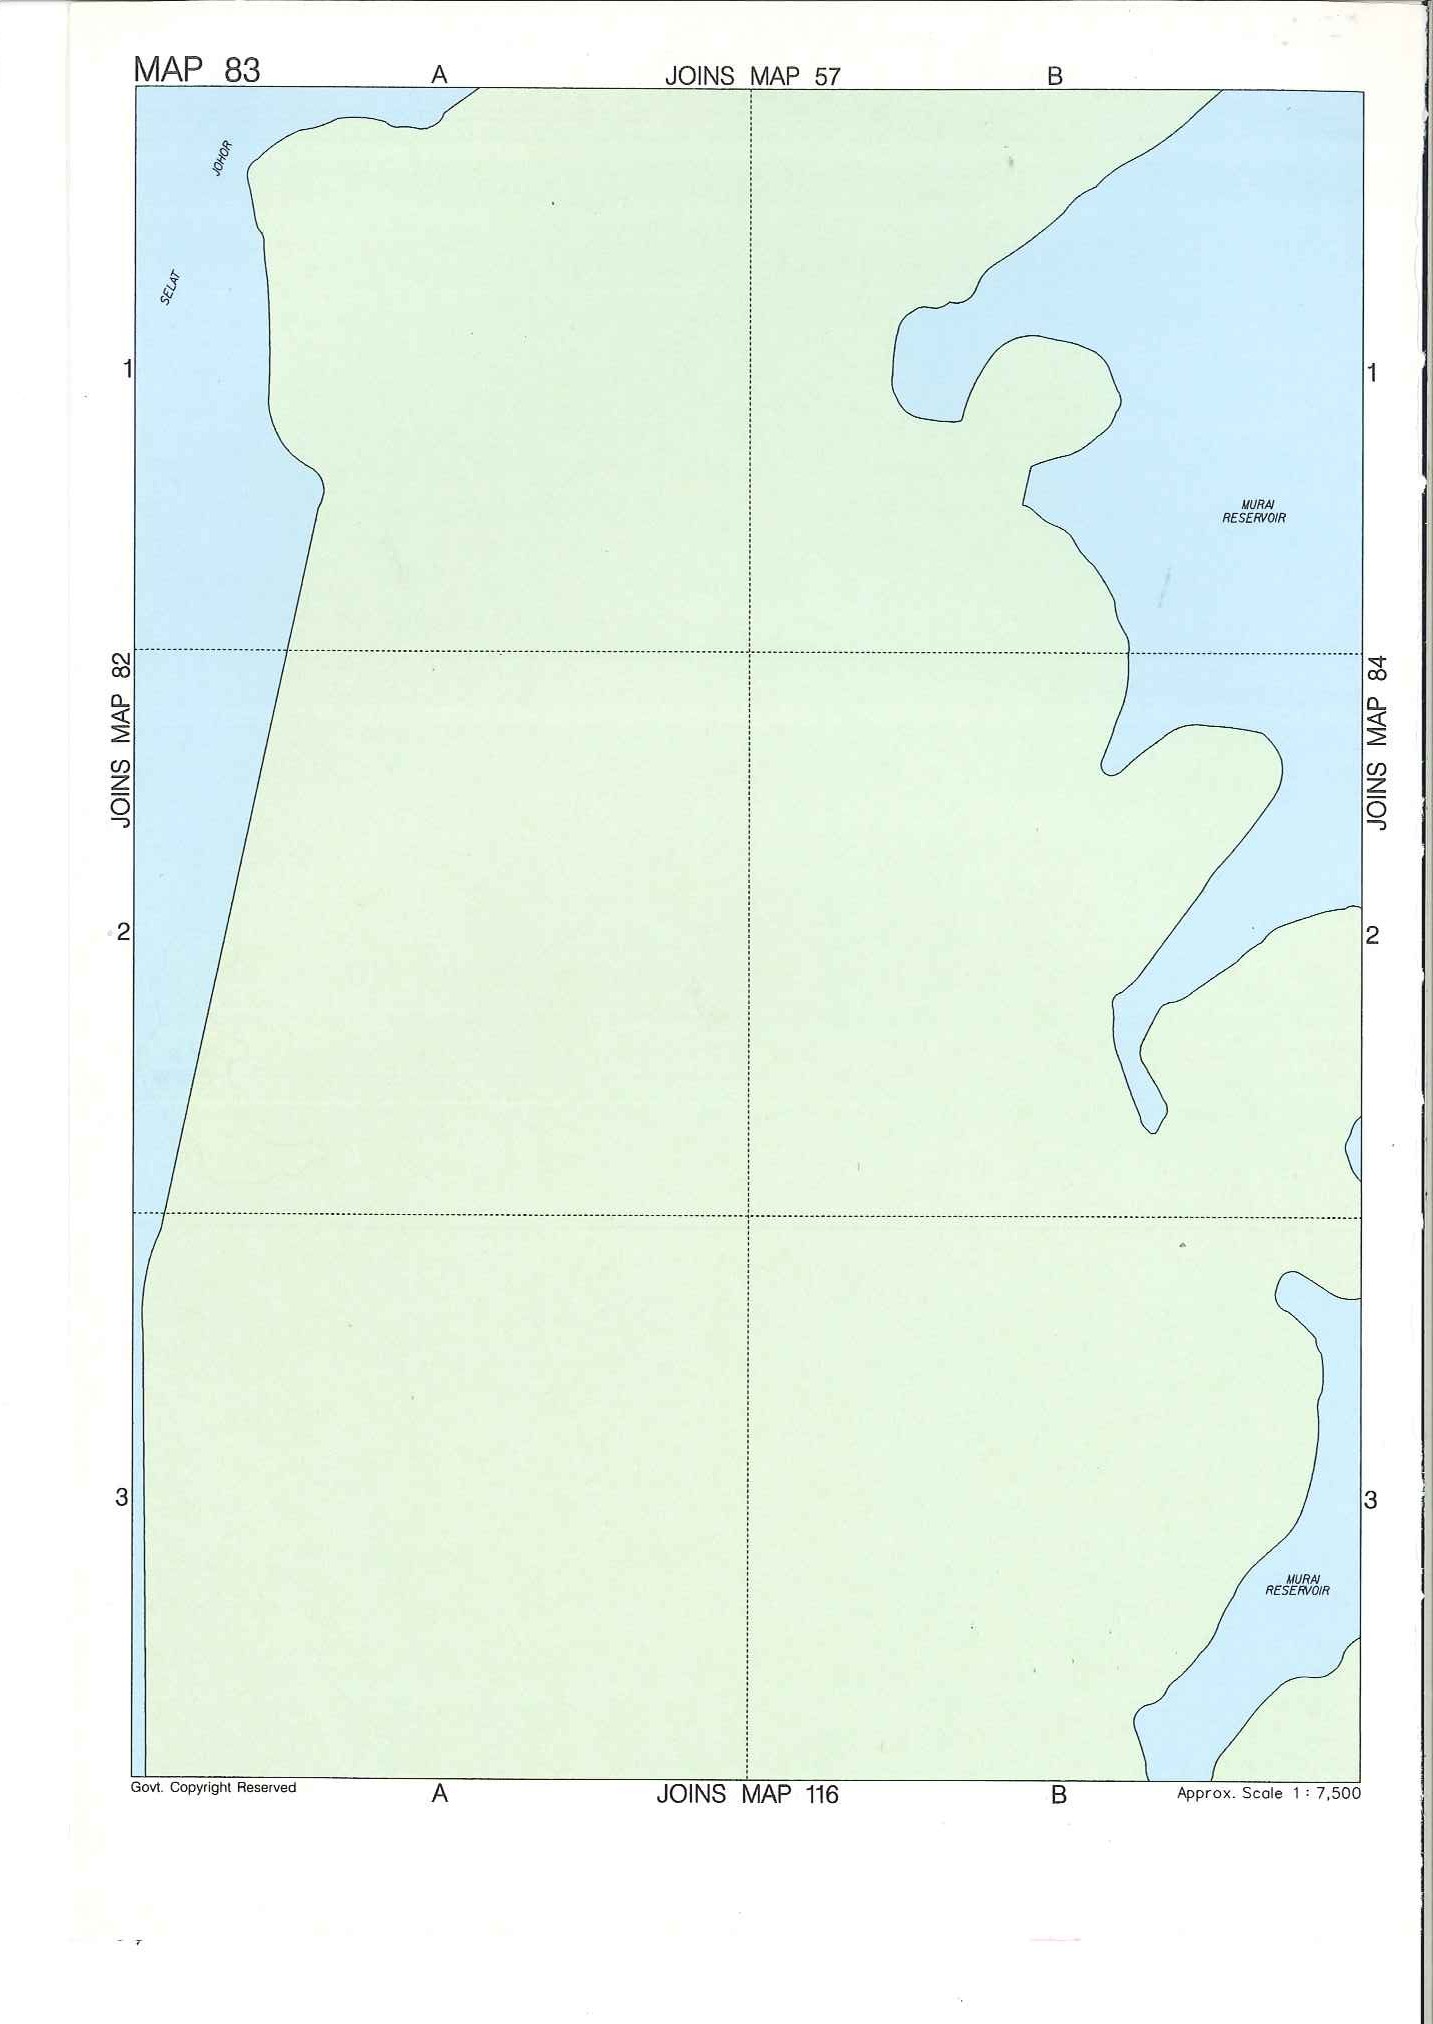 MAP 83
A
JOINS MAP 57
B
JOHOR
SELAT
1
1
MURAI
RESERVOIR
JOINS MAP 82
JOINS MAP 84
2
2
3
3
MURAI
RESERVOIR
Govt. Copyright Reserved
A
JOINS MAP 116
B
Approx. Scale 1 : 7,500